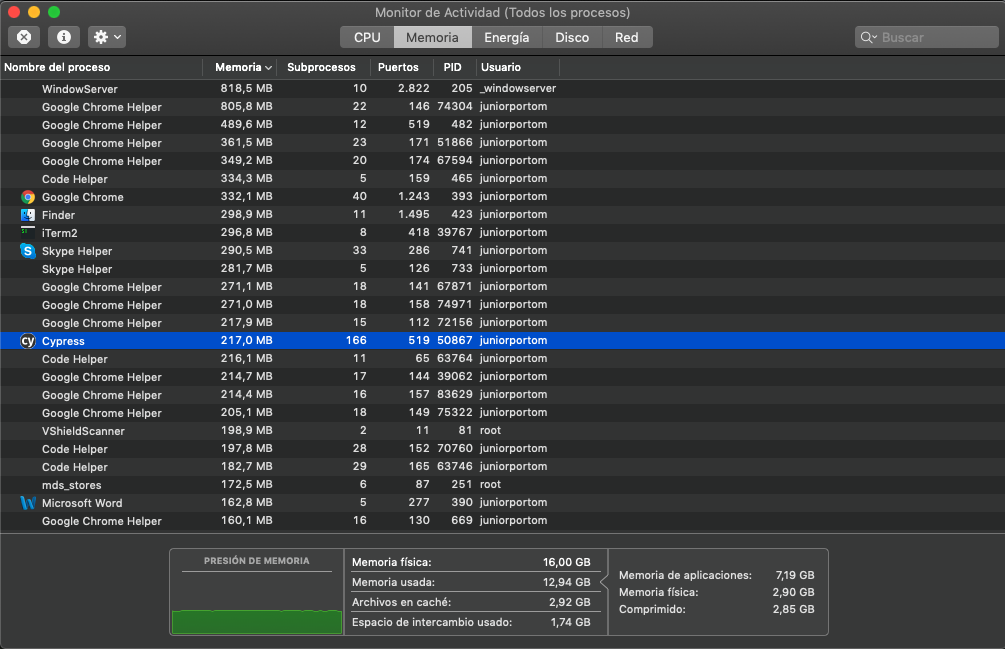 Monitor de Actividad (Todos los procesos)
CPU Memoria Energía Disco Red
Buscar
Nombre del proceso Memoria Subprocesos Puertos PID Usuario
WindowServer 818,5 MB 10 2.822 205 _windowserver
Google Chrome Helper 805,8 MB 22 146 74304 juniorportom
Google Chrome Helper 489,6 MB 12 519 482 juniorportom
Google Chrome Helper 361,5 MB 23 171 51866 juniorportom
Google Chrome Helper 349,2 MB 20 174 67594 juniorportom
Code Helper 334,3 MB 5 159 465 juniorportom
Google Chrome 332,1 MB 40 1.243 393 juniorportom
Finder 298,9 MB 11 1.495 423 juniorportom
iTerm2 296,8 MB 8 418 39767 juniorportom
S Skype Helper 290,5 MB 33 286 741 juniorportom
Skype Helper 281,7 MB 5 126 733 juniorportom
Google Chrome Helper 271,1 MB 18 141 67871 juniorportom
Google Chrome Helper 271,0 MB 18 158 74971 juniorportom
Google Chrome Helper 217,9 MB 15 112 72156 juniorportom
cy Cypress 217,0 MB 166 519 50867 juniorportom
Code Helper 216,1 MB 11 65 63764 juniorportom
Google Chrome Helper 214,7 MB 17 144 39062 juniorportom
Google Chrome Helper 214,4 MB 16 157 83629 juniorportom
Google Chrome Helper 205,1 MB 18 149 75322 juniorportom
VShieldScanner 198,9 MB 2 11 81 root
Code Helper 197,8 MB 28 152 70760 juniorportom
Code Helper 182,7 MB 29 165 63746 juniorportom
mds_stores 172,5 MB 6 87 251 root
W Microsoft Word 162,8 MB 5 277 390 juniorportom
Google Chrome Helper 160,1 MB 16 130 669 juniorportom
PRESIÓN DE MEMORIA
Memoria física: 16,00 GB
Memoria usada: 12,94 GB
Archivos en caché: 2,92 GB
Espacio de intercambio usado: 1,74 GB
Memoria de aplicaciones: 7,19 GB
Memoria física: 2,90 GB
Comprimido: 2,85 GB